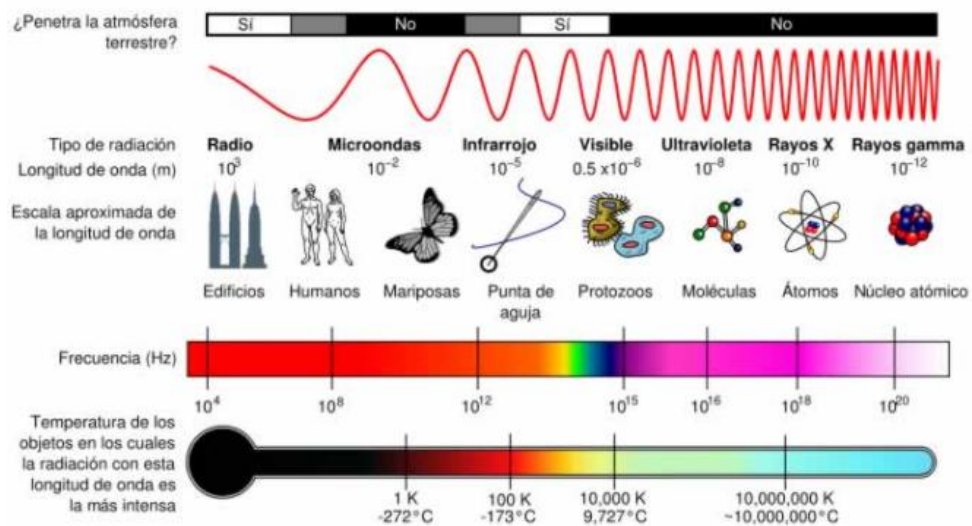 ¿Penetra la atmósfera
terrestre?
Sí
No
Sí
No
Tipo de radiación
Radio
Microondas
Infrarrojo
Visible
Ultravioleta
Rayos X
Rayos gamma
Longitud de onda (m)
10³
10⁻²
10⁻⁵
0.5 x10⁻⁶
10⁻⁸
10⁻¹⁰
10⁻¹²
Escala aproximada de
la longitud de onda
Edificios
Humanos
Mariposas
Punta de
aguja
Protozoos
Moléculas
Átomos
Núcleo atómico
Frecuencia (Hz)
10⁴
10⁸
10¹²
10¹⁵
10¹⁶
10¹⁸
10²⁰
Temperatura de los
objetos en los cuales
la radiación con esta
longitud de onda es
la más intensa
1 K
-272°C
100 K
-173°C
10,000 K
9,727°C
10,000,000 K
~10,000,000°C